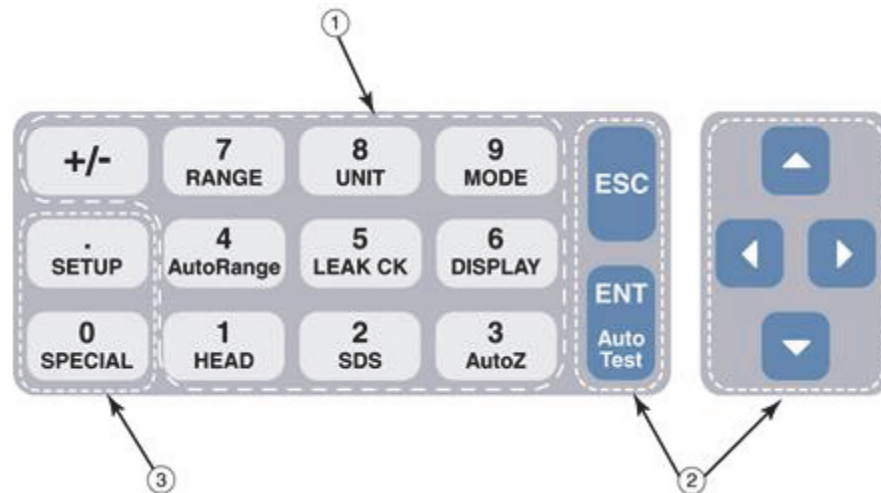 1
+/-
7
RANGE
8
UNIT
9
MODE
ESC
.
SETUP
4
AutoRange
5
LEAK CK
6
DISPLAY
ENT
Auto
Test
0
SPECIAL
1
HEAD
2
SDS
3
AutoZ
3
2